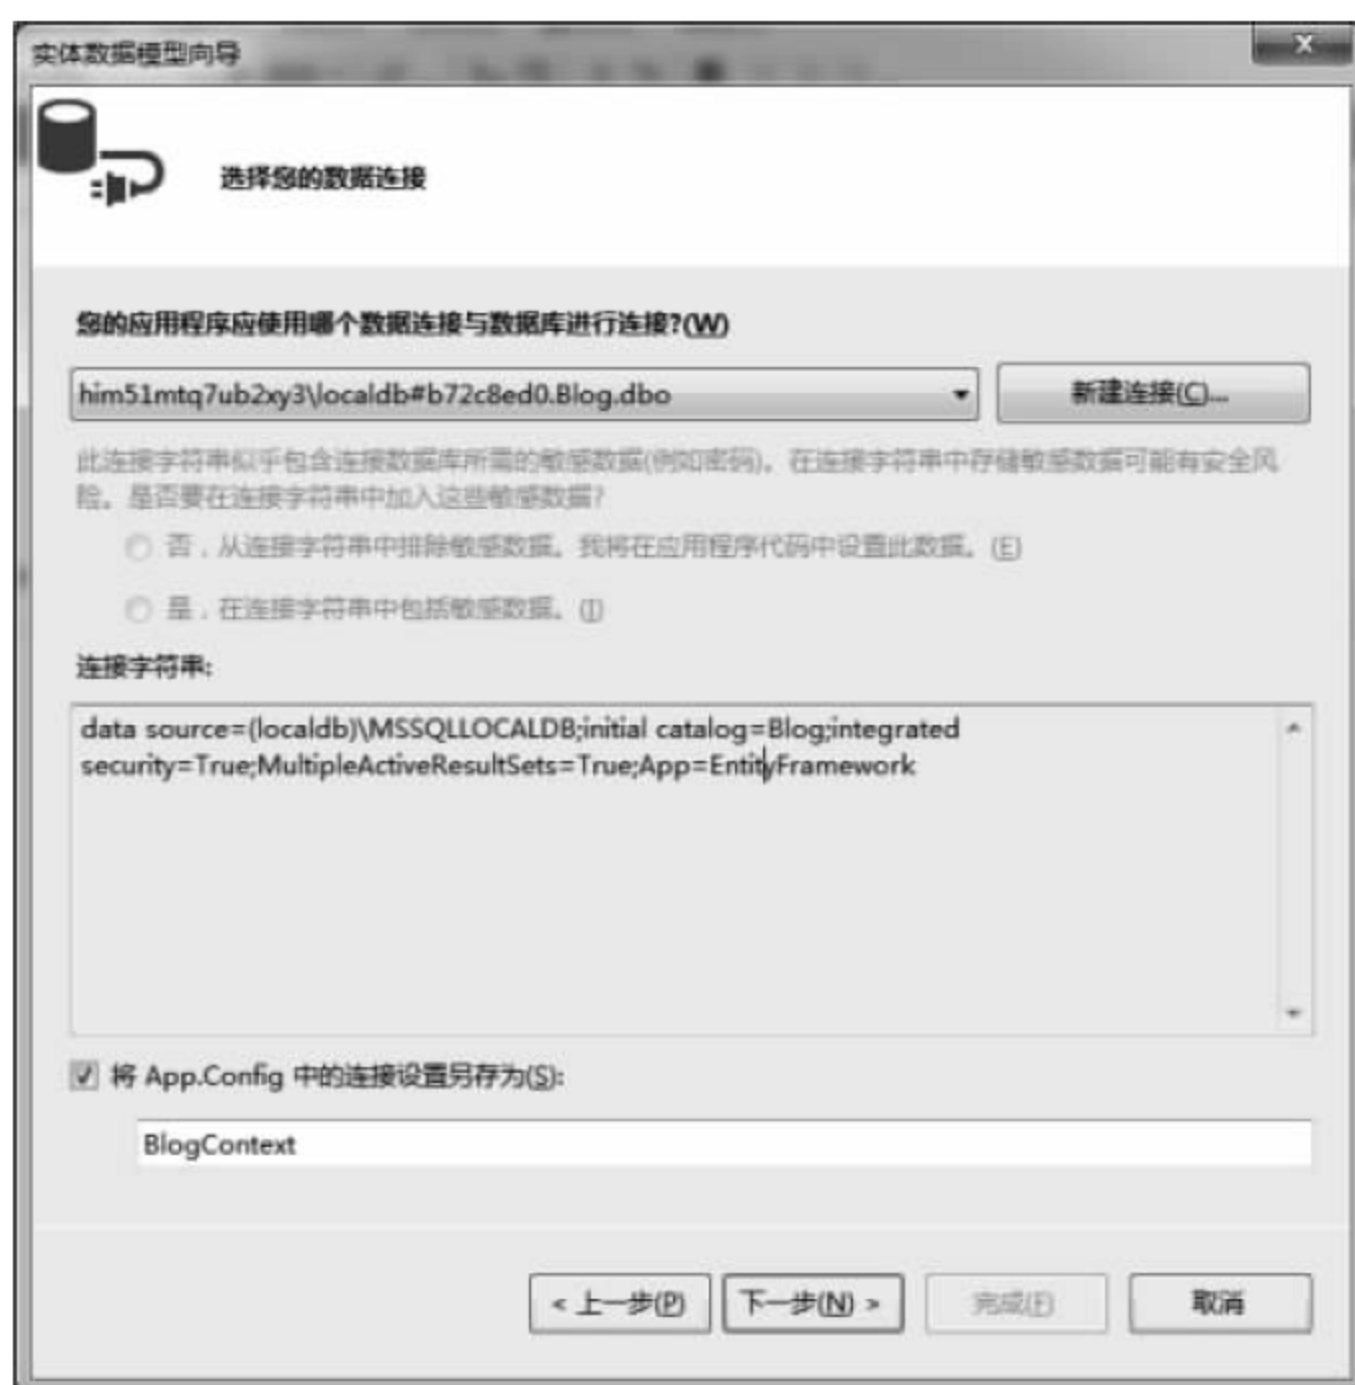 实体数据模型向导
选择您的数据连接
您的应用程序应使用哪个数据连接与数据库进行连接?(W)
him51mtq7ub2xy3\localdb#b72c8ed0.Blog.dbo
新建连接(C)...
此连接字符串似乎包含连接数据库所需的敏感数据(例如密码)。在连接字符串中存储敏感数据可能有安全风
险。是否要在连接字符串中加入这些敏感数据?
否，从连接字符串中排除敏感数据。我将在应用程序代码中设置此数据。(E)
是，在连接字符串中包括敏感数据。(I)
连接字符串:
data source=(localdb)\MSSQLLOCALDB;initial catalog=Blog;integrated
security=True;MultipleActiveResultSets=True;App=EntityFramework
将 App.Config 中的连接设置另存为(S):
BlogContext
< 上一步(P)
下一步(N) >
完成(F)
取消